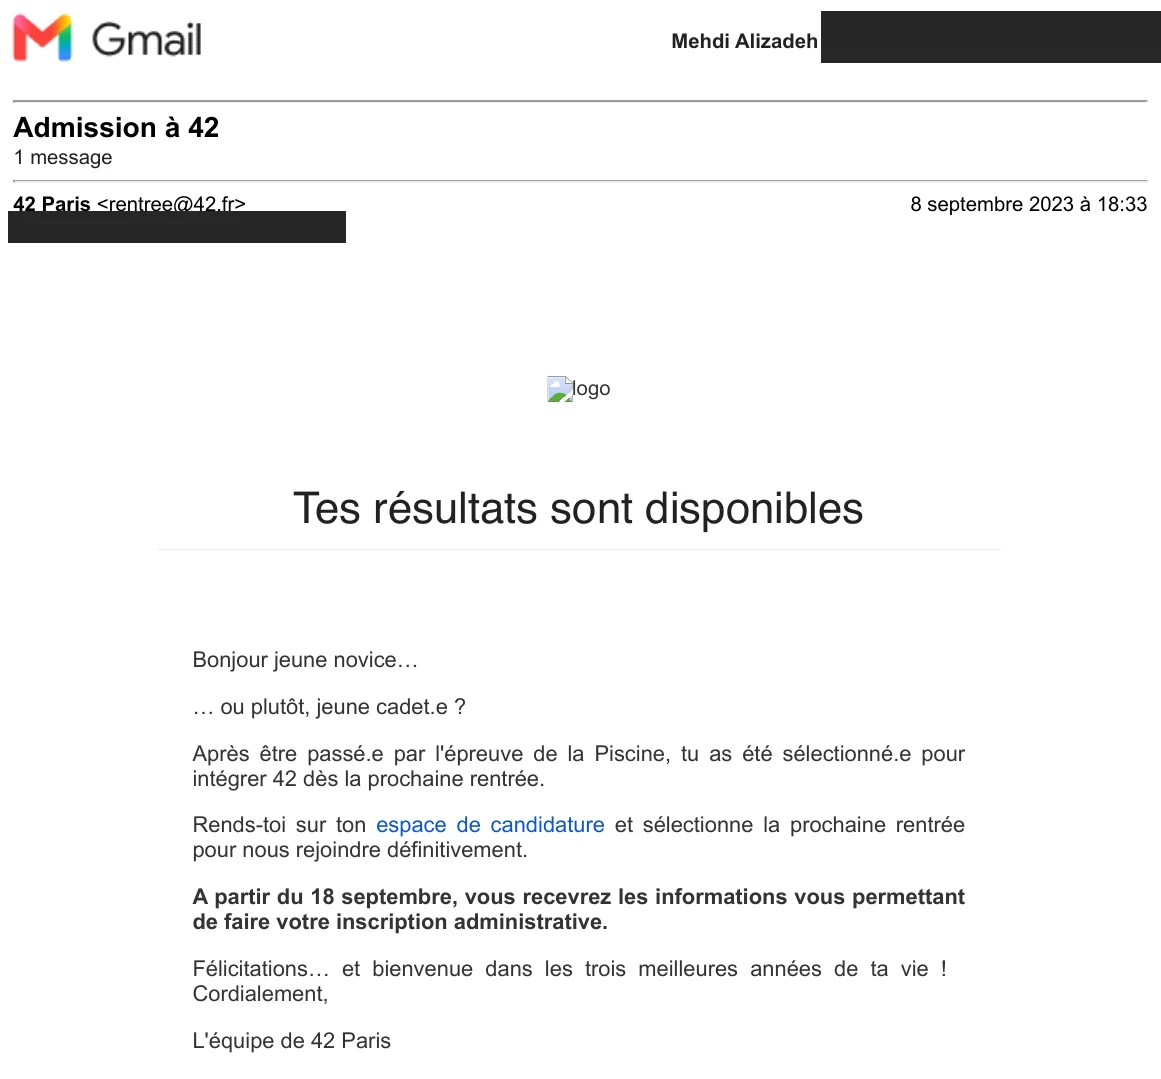 Gmail
Mehdi Alizadeh
Admission à 42
1 message
42 Paris <rentree@42.fr>
8 septembre 2023 à 18:33
logo
Tes résultats sont disponibles
Bonjour jeune novice…
… ou plutôt, jeune cadet.e ?
Après être passé.e par l'épreuve de la Piscine, tu as été sélectionné.e pour
intégrer 42 dès la prochaine rentrée.
Rends-toi sur ton espace de candidature et sélectionne la prochaine rentrée
pour nous rejoindre définitivement.
A partir du 18 septembre, vous recevrez les informations vous permettant
de faire votre inscription administrative.
Félicitations… et bienvenue dans les trois meilleures années de ta vie !
Cordialement,
L'équipe de 42 Paris